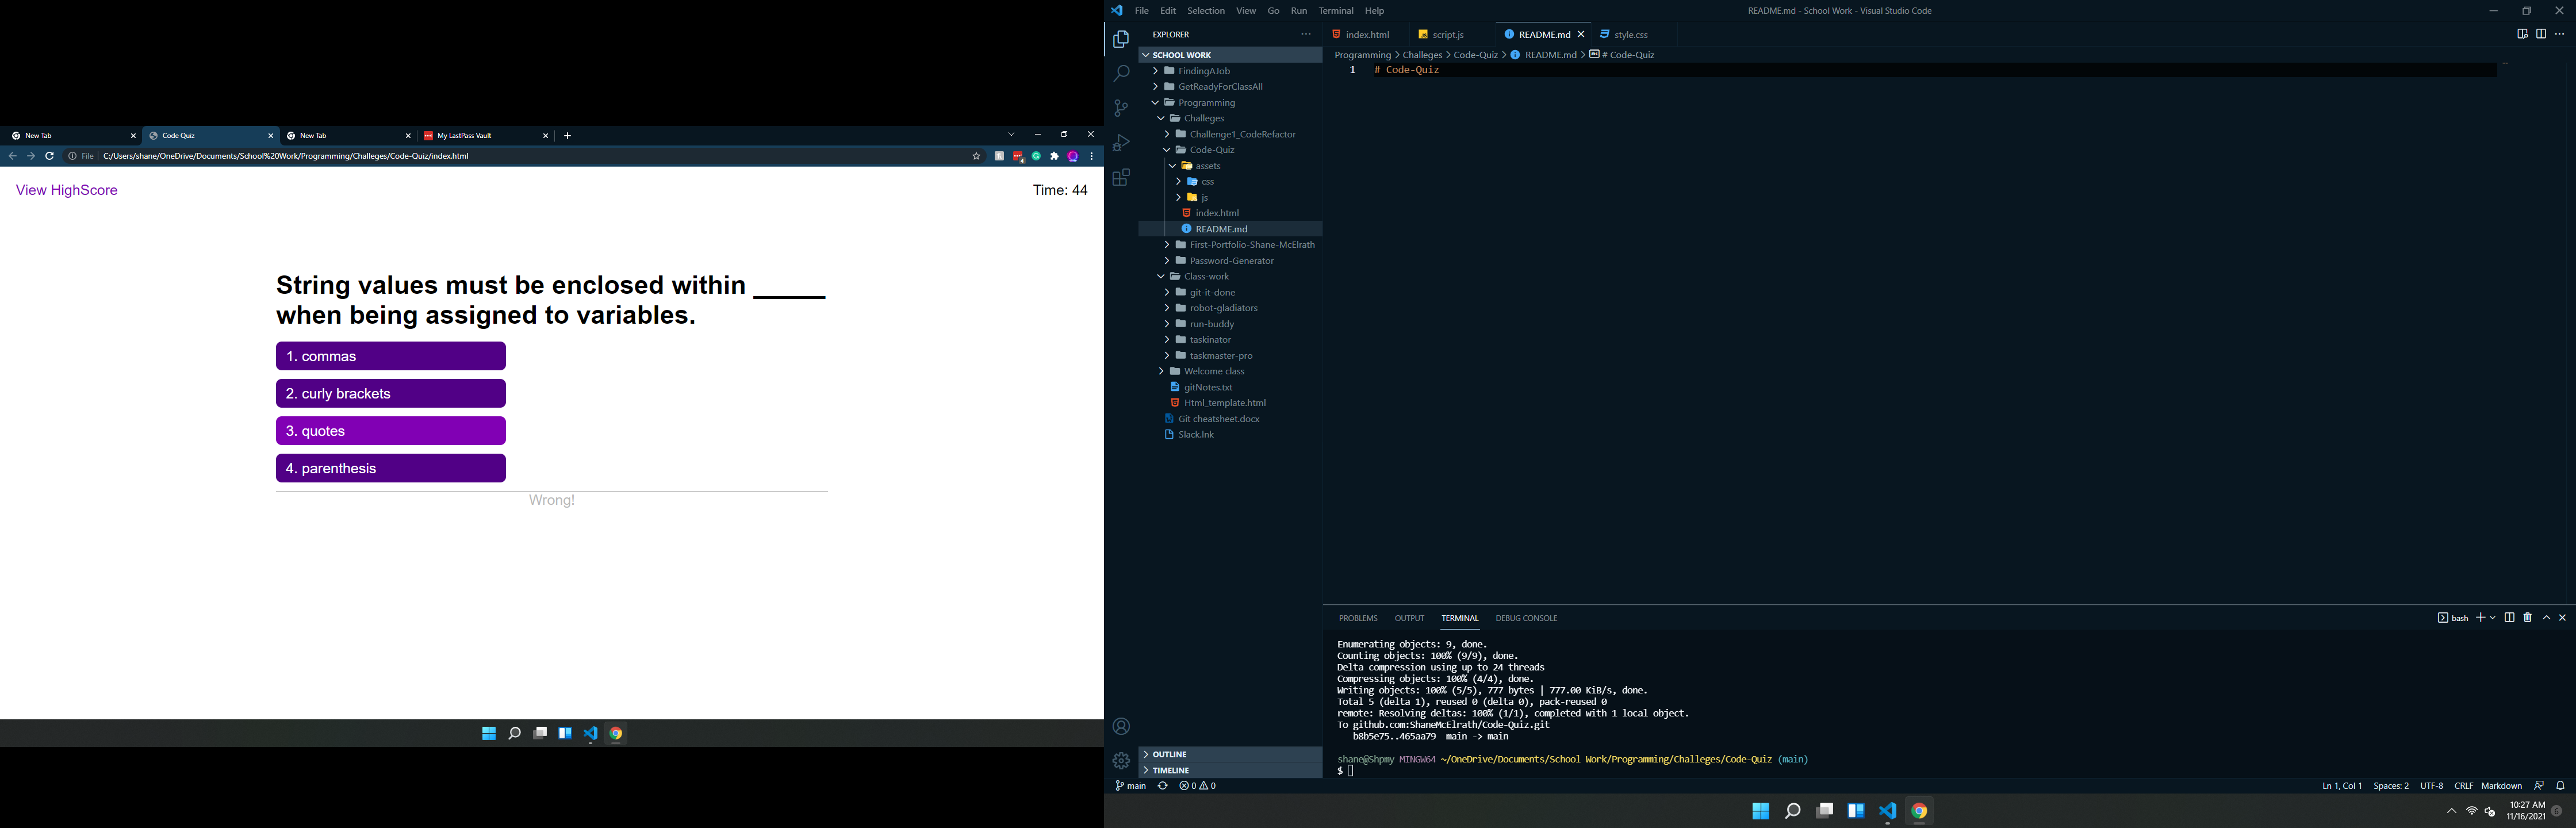 New Tab
Code Quiz
New Tab
My LastPass Vault
File | C:/Users/shane/OneDrive/Documents/School%20Work/Programming/Challeges/Code-Quiz/index.html
View HighScore
Time: 44
String values must be enclosed within _____
when being assigned to variables.
1. commas
2. curly brackets
3. quotes
4. parenthesis
Wrong!
File Edit Selection View Go Run Terminal Help
README.md - School Work - Visual Studio Code
EXPLORER
SCHOOL WORK
FindingAJob
GetReadyForClassAll
Programming
Challeges
Challenge1_CodeRefactor
Code-Quiz
assets
css
js
index.html
README.md
First-Portfolio-Shane-McElrath
Password-Generator
Class-work
git-it-done
robot-gladiators
run-buddy
taskinator
taskmaster-pro
Welcome class
gitNotes.txt
Html_template.html
Git cheatsheet.docx
Slack.lnk
OUTLINE
TIMELINE
index.html
script.js
README.md
style.css
Programming > Challeges > Code-Quiz > README.md > # Code-Quiz
1 # Code-Quiz
PROBLEMS OUTPUT TERMINAL DEBUG CONSOLE
bash
Enumerating objects: 9, done.
Counting objects: 100% (9/9), done.
Delta compression using up to 24 threads
Compressing objects: 100% (4/4), done.
Writing objects: 100% (5/5), 777 bytes | 777.00 KiB/s, done.
Total 5 (delta 1), reused 0 (delta 0), pack-reused 0
remote: Resolving deltas: 100% (1/1), completed with 1 local object.
To github.com:ShaneMcElrath/Code-Quiz.git
b8b5e75..465aa79 main -> main
shane@Shpmy MINGW64 ~/OneDrive/Documents/School Work/Programming/Challeges/Code-Quiz (main)
$
main
0 0
Ln 1, Col 1 Spaces: 2 UTF-8 CRLF Markdown
10:27 AM
11/16/2021
6